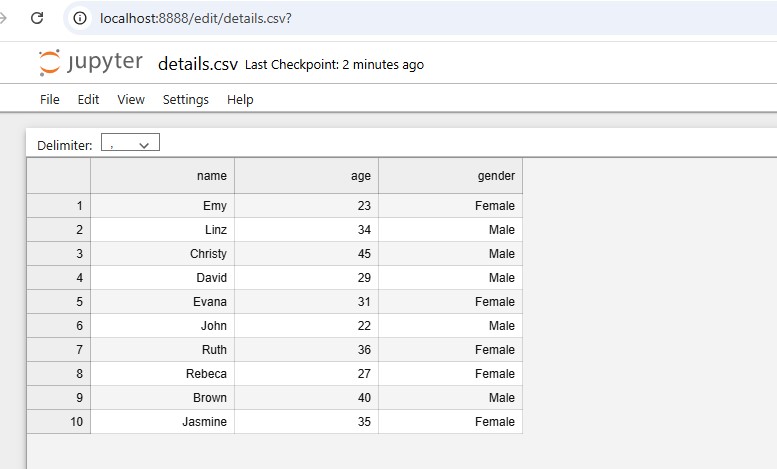 localhost:8888/edit/details.csv?
jupyter details.csv Last Checkpoint: 2 minutes ago
File Edit View Settings Help
Delimiter: ,
name age gender
1 Emy 23 Female
2 Linz 34 Male
3 Christy 45 Male
4 David 29 Male
5 Evana 31 Female
6 John 22 Male
7 Ruth 36 Female
8 Rebeca 27 Female
9 Brown 40 Male
10 Jasmine 35 Female